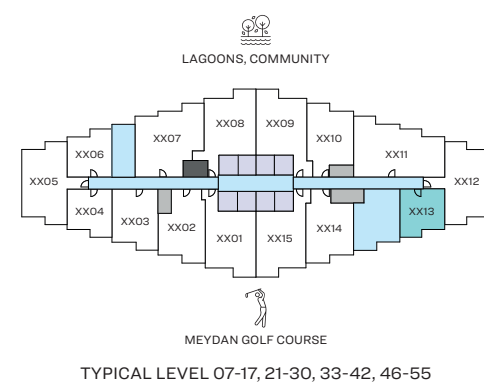 LAGOONS, COMMUNITY
XX08
XX09
XX07
XX10
XX06
XX11
XX05
XX12
XX04
XX03
XX02
XX01
XX15
XX14
XX13
MEYDAN GOLF COURSE
TYPICAL LEVEL 07-17, 21-30, 33-42, 46-55